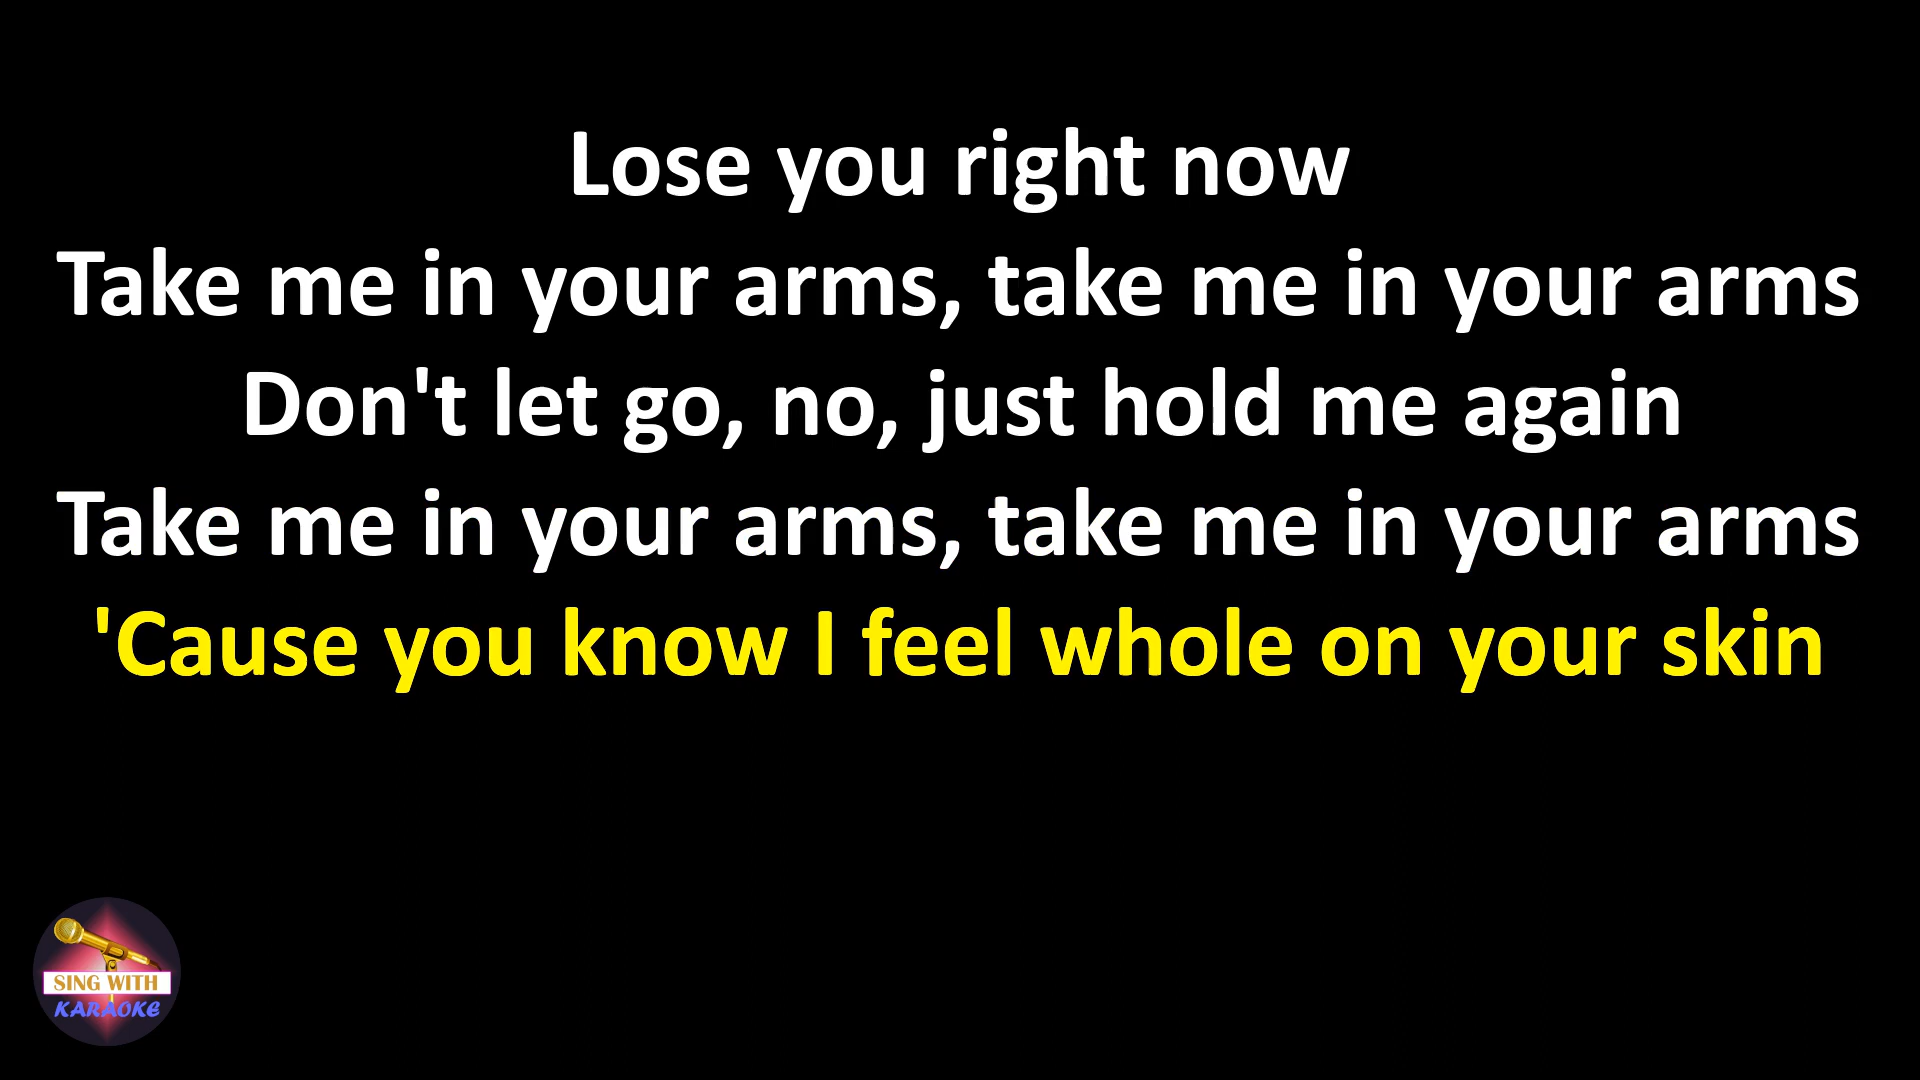 Lose you right now
Take me in your arms, take me in your arms
Don't let go, no, just hold me again
Take me in your arms, take me in your arms
'Cause you know I feel whole on your skin
SING WITH
KARAOKE